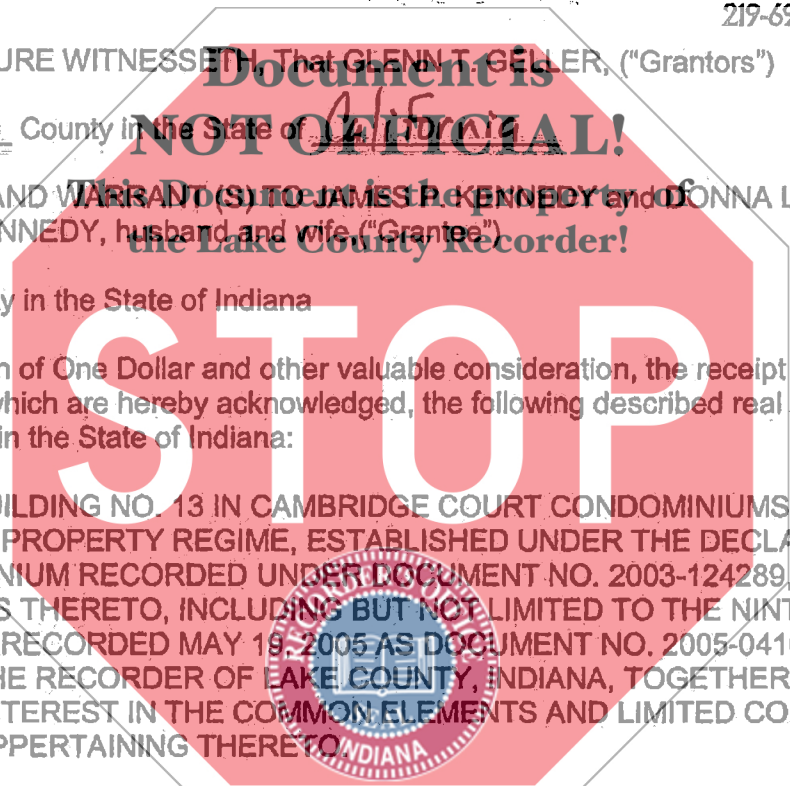 219-69
URE WITNESSETH, That GLENN T. GELLER, ("Grantors")
Document is
County in the State of California
NOT OFFICIAL!
AND WARRANT (S) TO JAMES P. KENNEDY and DONNA L
This Document is the property of
NNEDY, husband and wife, ("Grantee")
the Lake County Recorder!
y in the State of Indiana
STOP
n of One Dollar and other valuable consideration, the receipt
which are hereby acknowledged, the following described real
in the State of Indiana:
ILDING NO. 13 IN CAMBRIDGE COURT CONDOMINIUMS
PROPERTY REGIME, ESTABLISHED UNDER THE DECLA
NIUM RECORDED UNDER DOCUMENT NO. 2003-124289,
S THERETO, INCLUDING BUT NOT LIMITED TO THE NINT
RECORDED MAY 19, 2005 AS DOCUMENT NO. 2005-041
HE RECORDER OF LAKE COUNTY, INDIANA, TOGETHER
TEREST IN THE COMMON ELEMENTS AND LIMITED CO
PPERTAINING THERETO.
INDIANA